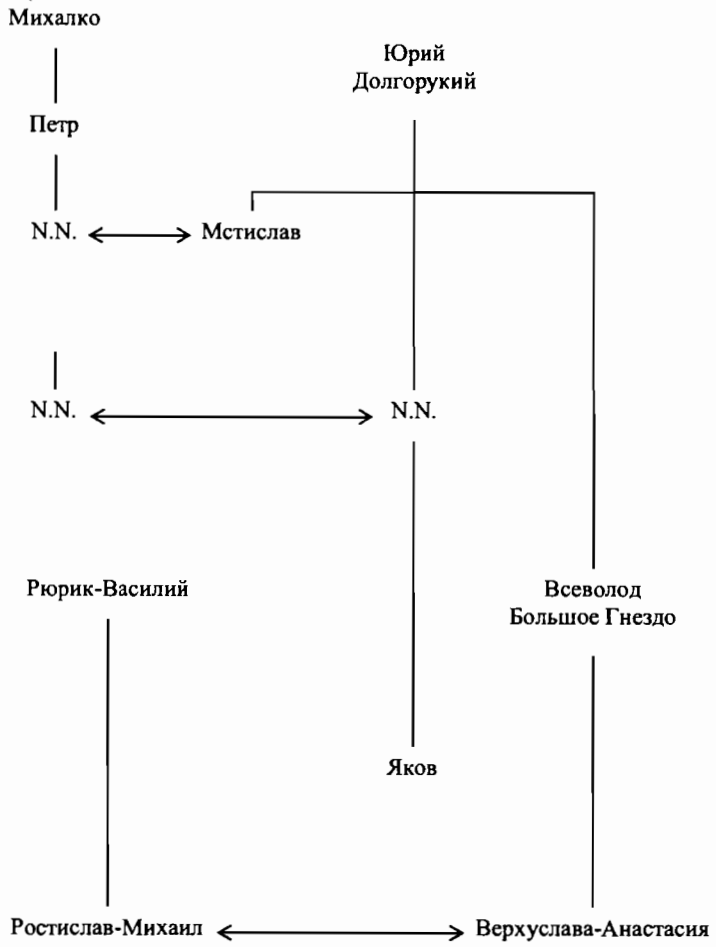 Михалко
Юрий
Долгорукий
Петр
N.N.
Мстислав
N.N.
N.N.
Рюрик-Василий
Всеволод
Большое Гнездо
Яков
Ростислав-Михаил
Верхуслава-Анастасия